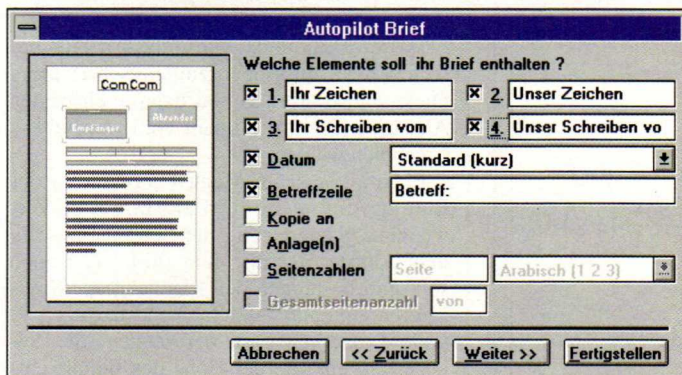 Autopilot Brief
Welche Elemente soll ihr Brief enthalten ?
ComCom
Empfänger
Absender
1. Ihr Zeichen
2. Unser Zeichen
3. Ihr Schreiben vom
4. Unser Schreiben vo
Datum Standard (kurz)
Betreffzeile Betreff:
Kopie an
Anlage(n)
Seitenzahlen Seite Arabisch (1 2 3)
Gesamtseitenanzahl von
Abbrechen << Zurück Weiter >> Fertigstellen